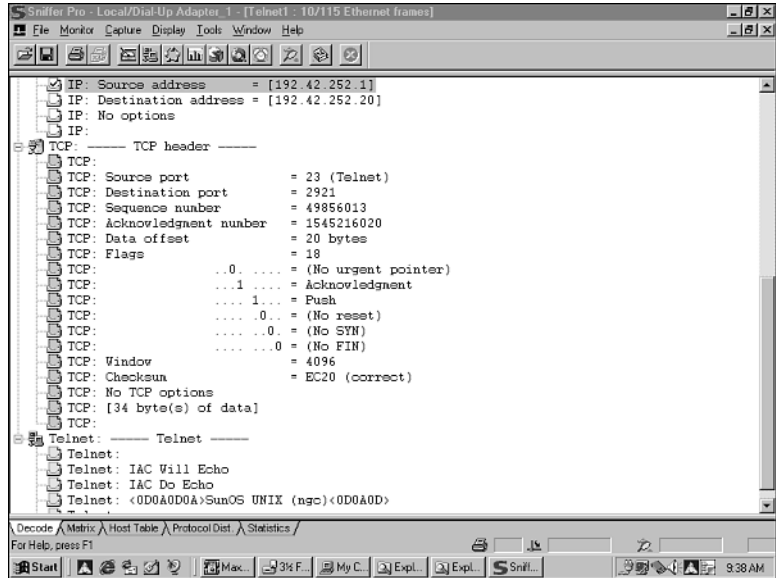 Sniffer Pro - Local/Dial-Up Adapter_1 - [Telnet1 : 10/115 Ethernet frames]
File Monitor Capture Display Tools Window Help
IP: Source address = [192.42.252.1]
IP: Destination address = [192.42.252.20]
IP: No options
IP:
TCP: ----- TCP header -----
TCP:
TCP: Source port = 23 (Telnet)
TCP: Destination port = 2921
TCP: Sequence number = 49856013
TCP: Acknowledgment number = 1545216020
TCP: Data offset = 20 bytes
TCP: Flags = 18
TCP: ..0. .... = (No urgent pointer)
TCP: ...1 .... = Acknowledgment
TCP: .... 1... = Push
TCP: .... .0.. = (No reset)
TCP: .... ..0. = (No SYN)
TCP: .... ...0 = (No FIN)
TCP: Window = 4096
TCP: Checksum = EC20 (correct)
TCP: No TCP options
TCP: [34 byte(s) of data]
TCP:
Telnet: ----- Telnet -----
Telnet:
Telnet: IAC Will Echo
Telnet: IAC Do Echo
Telnet: <0D0A0D0A>SunOS UNIX (ngc)<0D0A0D>
Decode Matrix Host Table Protocol Dist. Statistics
For Help, press F1
Start Max... 3½ F... My C... Expl... Expl... Sniff... 9:38 AM